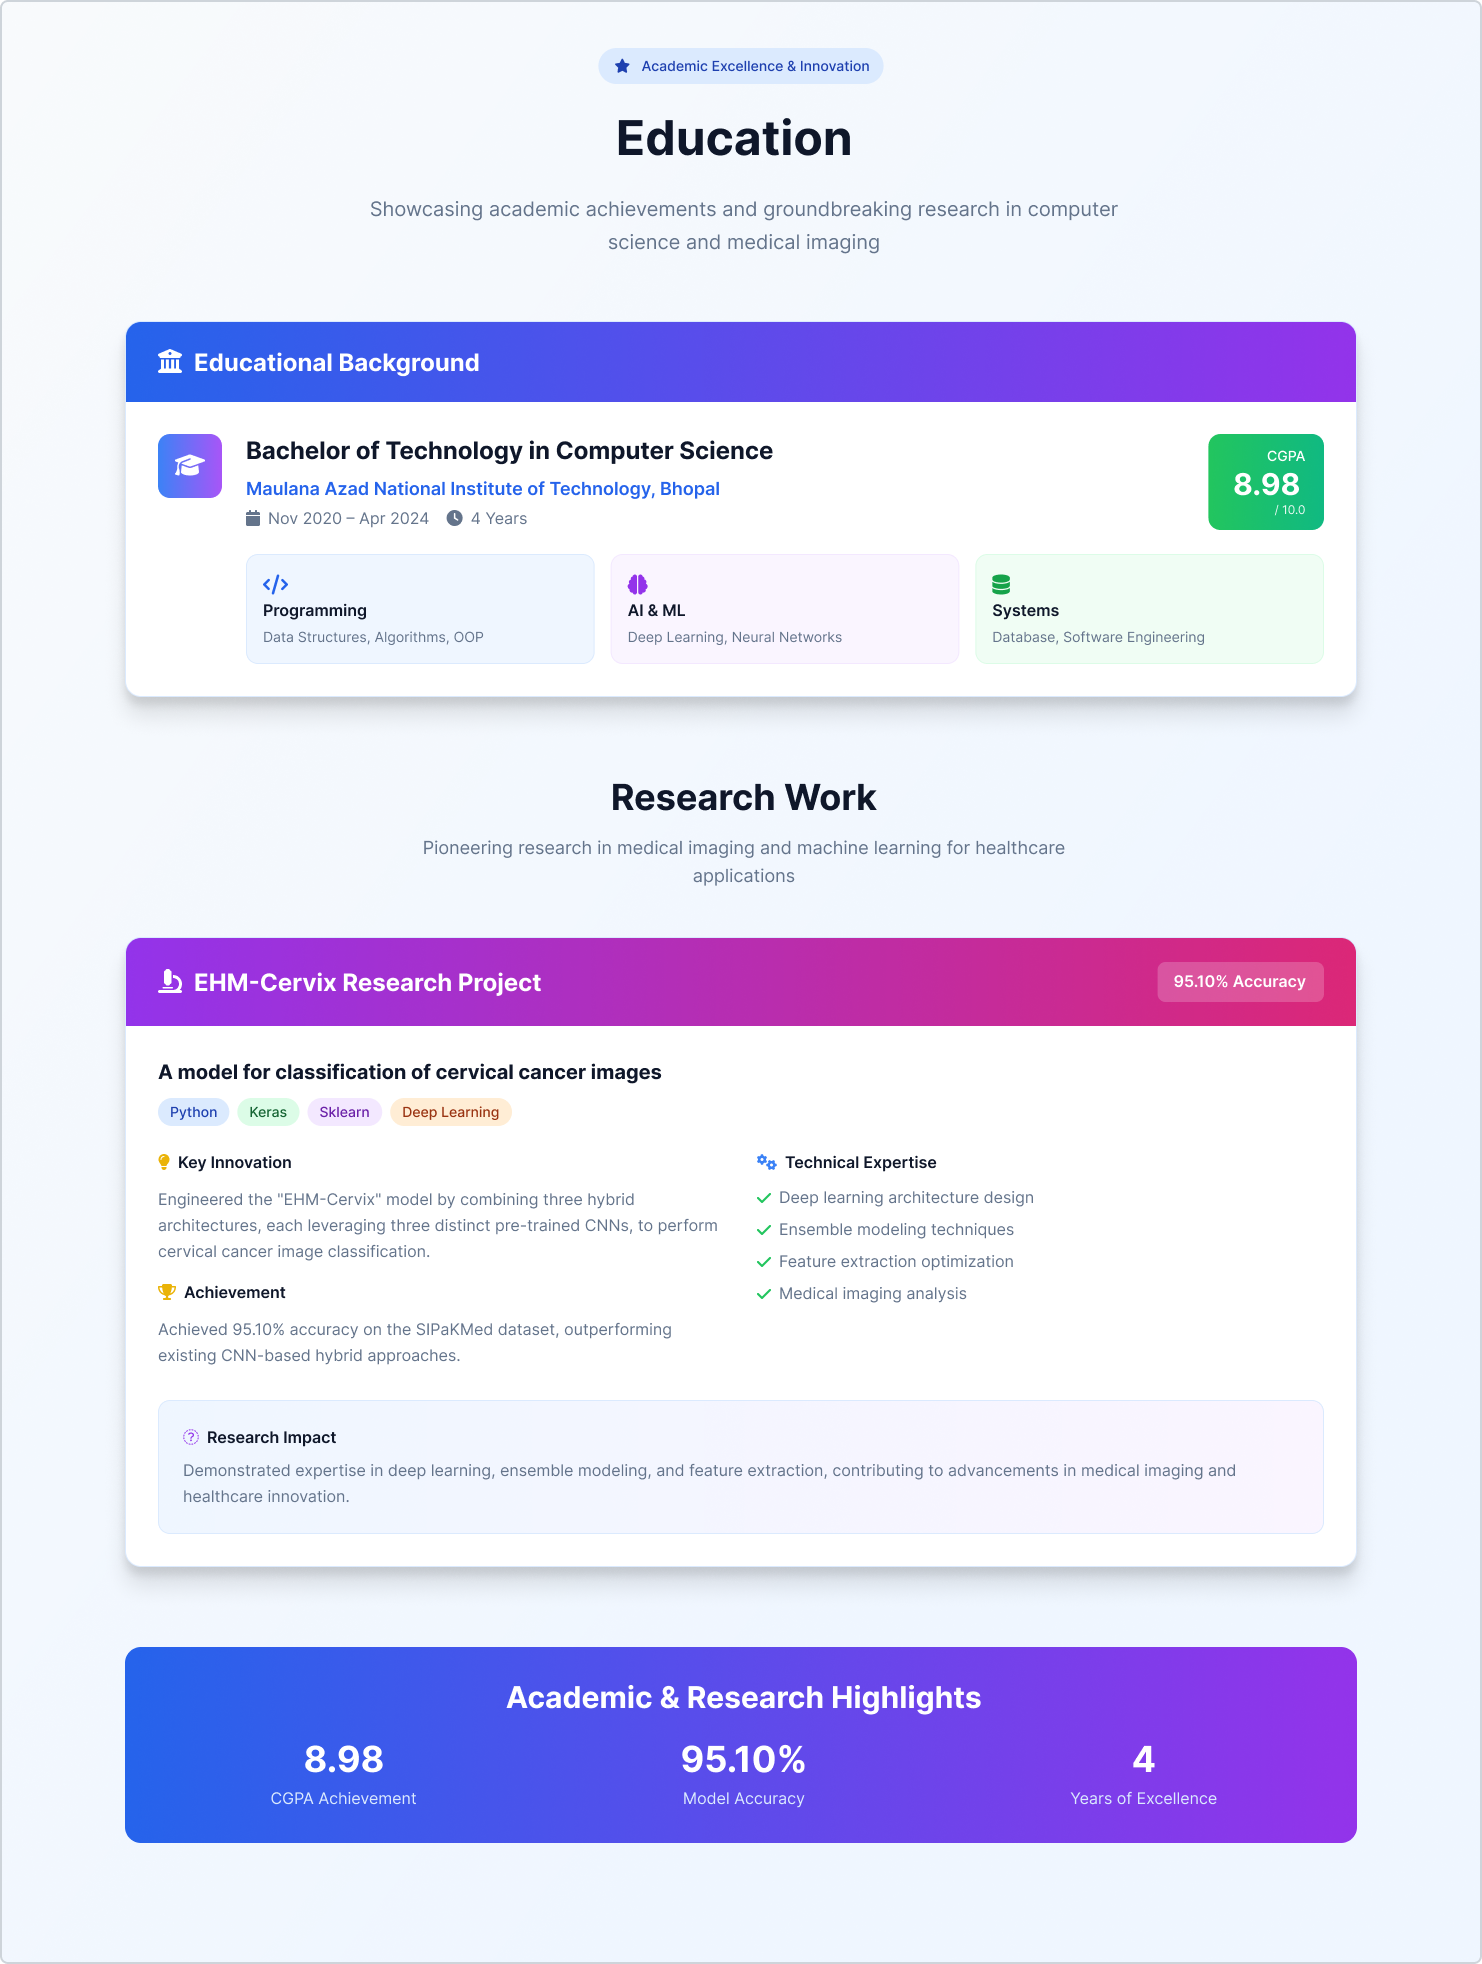 Academic Excellence & Innovation
Education
Showcasing academic achievements and groundbreaking research in computer
science and medical imaging
Educational Background
Bachelor of Technology in Computer Science
Maulana Azad National Institute of Technology, Bhopal
Nov 2020 – Apr 2024 4 Years
CGPA
8.98
/ 10.0
Programming
Data Structures, Algorithms, OOP
AI & ML
Deep Learning, Neural Networks
Systems
Database, Software Engineering
Research Work
Pioneering research in medical imaging and machine learning for healthcare
applications
EHM-Cervix Research Project
95.10% Accuracy
A model for classification of cervical cancer images
Python Keras Sklearn Deep Learning
Key Innovation
Engineered the "EHM-Cervix" model by combining three hybrid
architectures, each leveraging three distinct pre-trained CNNs, to perform
cervical cancer image classification.
Achievement
Achieved 95.10% accuracy on the SIPaKMed dataset, outperforming
existing CNN-based hybrid approaches.
Technical Expertise
Deep learning architecture design
Ensemble modeling techniques
Feature extraction optimization
Medical imaging analysis
Research Impact
Demonstrated expertise in deep learning, ensemble modeling, and feature extraction, contributing to advancements in medical imaging and
healthcare innovation.
Academic & Research Highlights
8.98
CGPA Achievement
95.10%
Model Accuracy
4
Years of Excellence